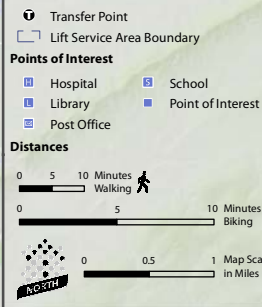 T Transfer Point
Lift Service Area Boundary
Points of Interest
H Hospital S School
L Library Point of Interest
Post Office
Distances
0 5 10 Minutes
Walking
0 5 10 Minutes
Biking
0 0.5 1 Map Sca
in Miles
NORTH